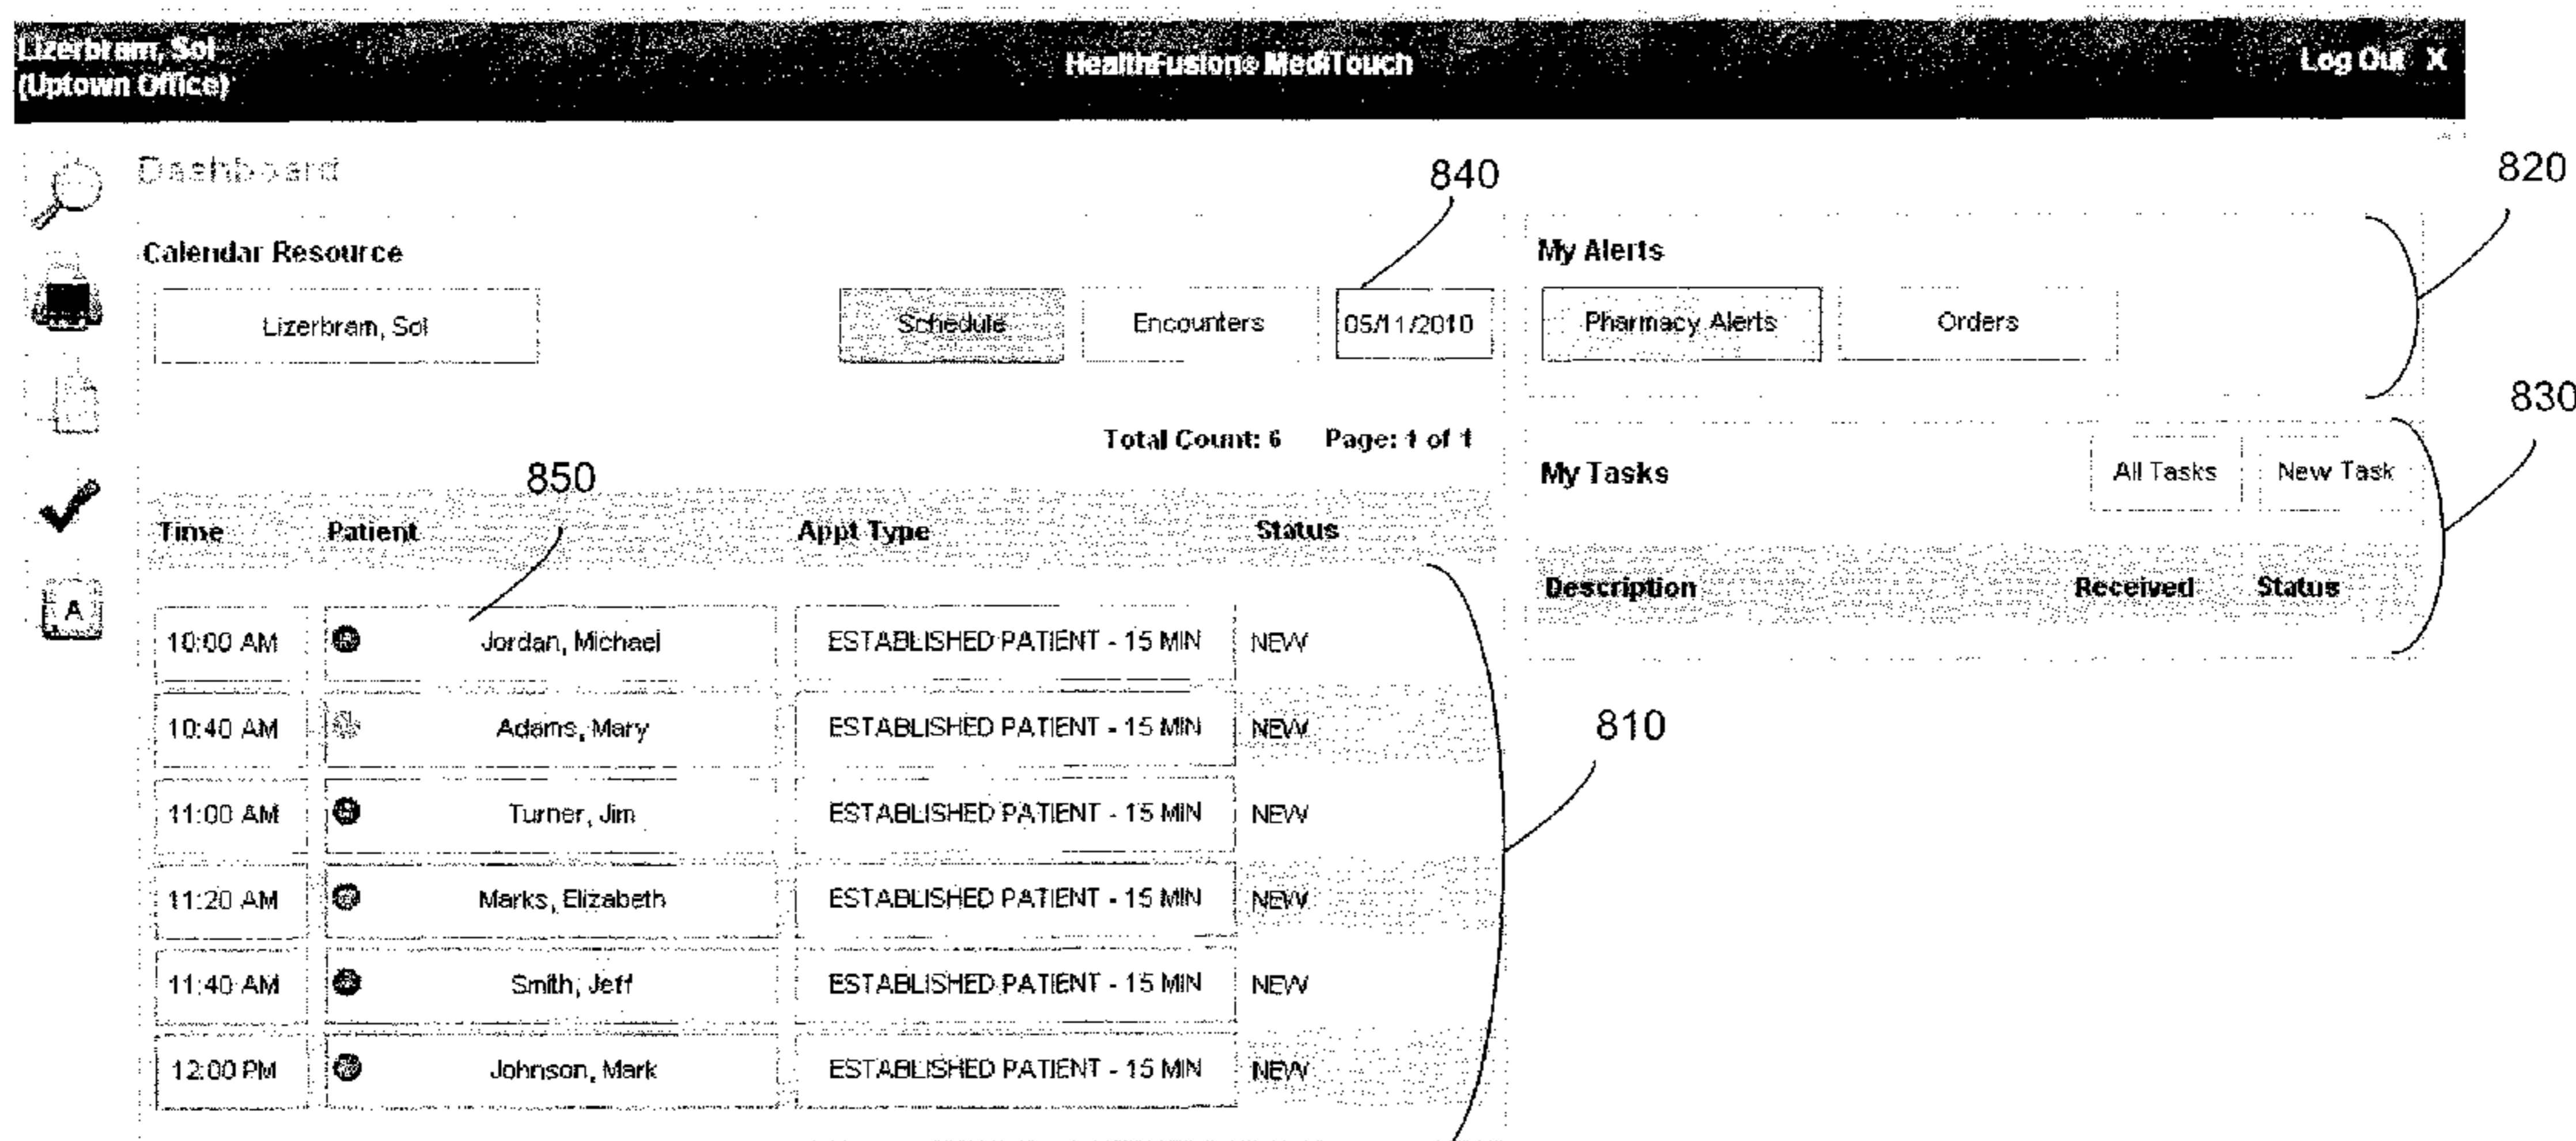 Lizerbram, Sol
(Uptown Office)
HealthFusion® MediTouch
Log Out X
Dashboard
840
820
Calendar Resource
My Alerts
Lizerbram, Sol
Schedule
Encounters
05/11/2010
Pharmacy Alerts
Orders
830
Total Count: 6 Page: 1 of 1
My Tasks
All Tasks
New Task
850
Time Patient Appt Type Status
Description Received Status
A
10:00 AM Jordan, Michael ESTABLISHED PATIENT - 15 MIN NEW
10:40 AM Adams, Mary ESTABLISHED PATIENT - 15 MIN NEW
810
11:00 AM Turner, Jim ESTABLISHED PATIENT - 15 MIN NEW
11:20 AM Marks, Elizabeth ESTABLISHED PATIENT - 15 MIN NEW
11:40 AM Smith, Jeff ESTABLISHED PATIENT - 15 MIN NEW
12:00 PM Johnson, Mark ESTABLISHED PATIENT - 15 MIN NEW